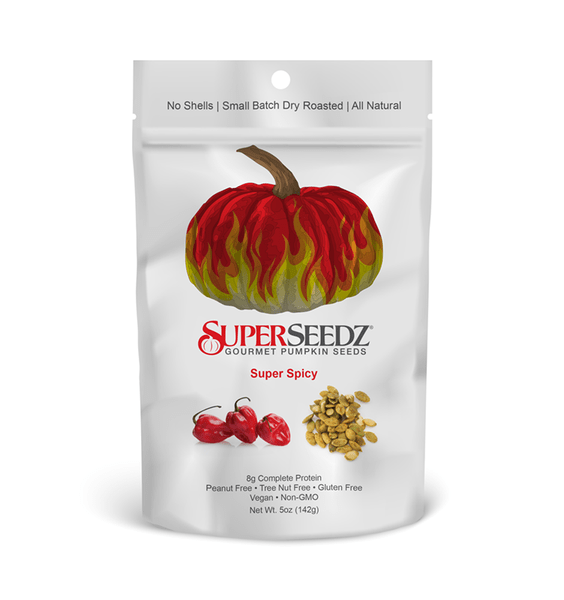 No Shells | Small Batch Dry Roasted | All Natural
SUPERSEEDZ®
GOURMET PUMPKIN SEEDS
Super Spicy
8g Complete Protein
Peanut Free • Tree Nut Free • Gluten Free
Vegan • Non-GMO
Net Wt. 5oz (142g)